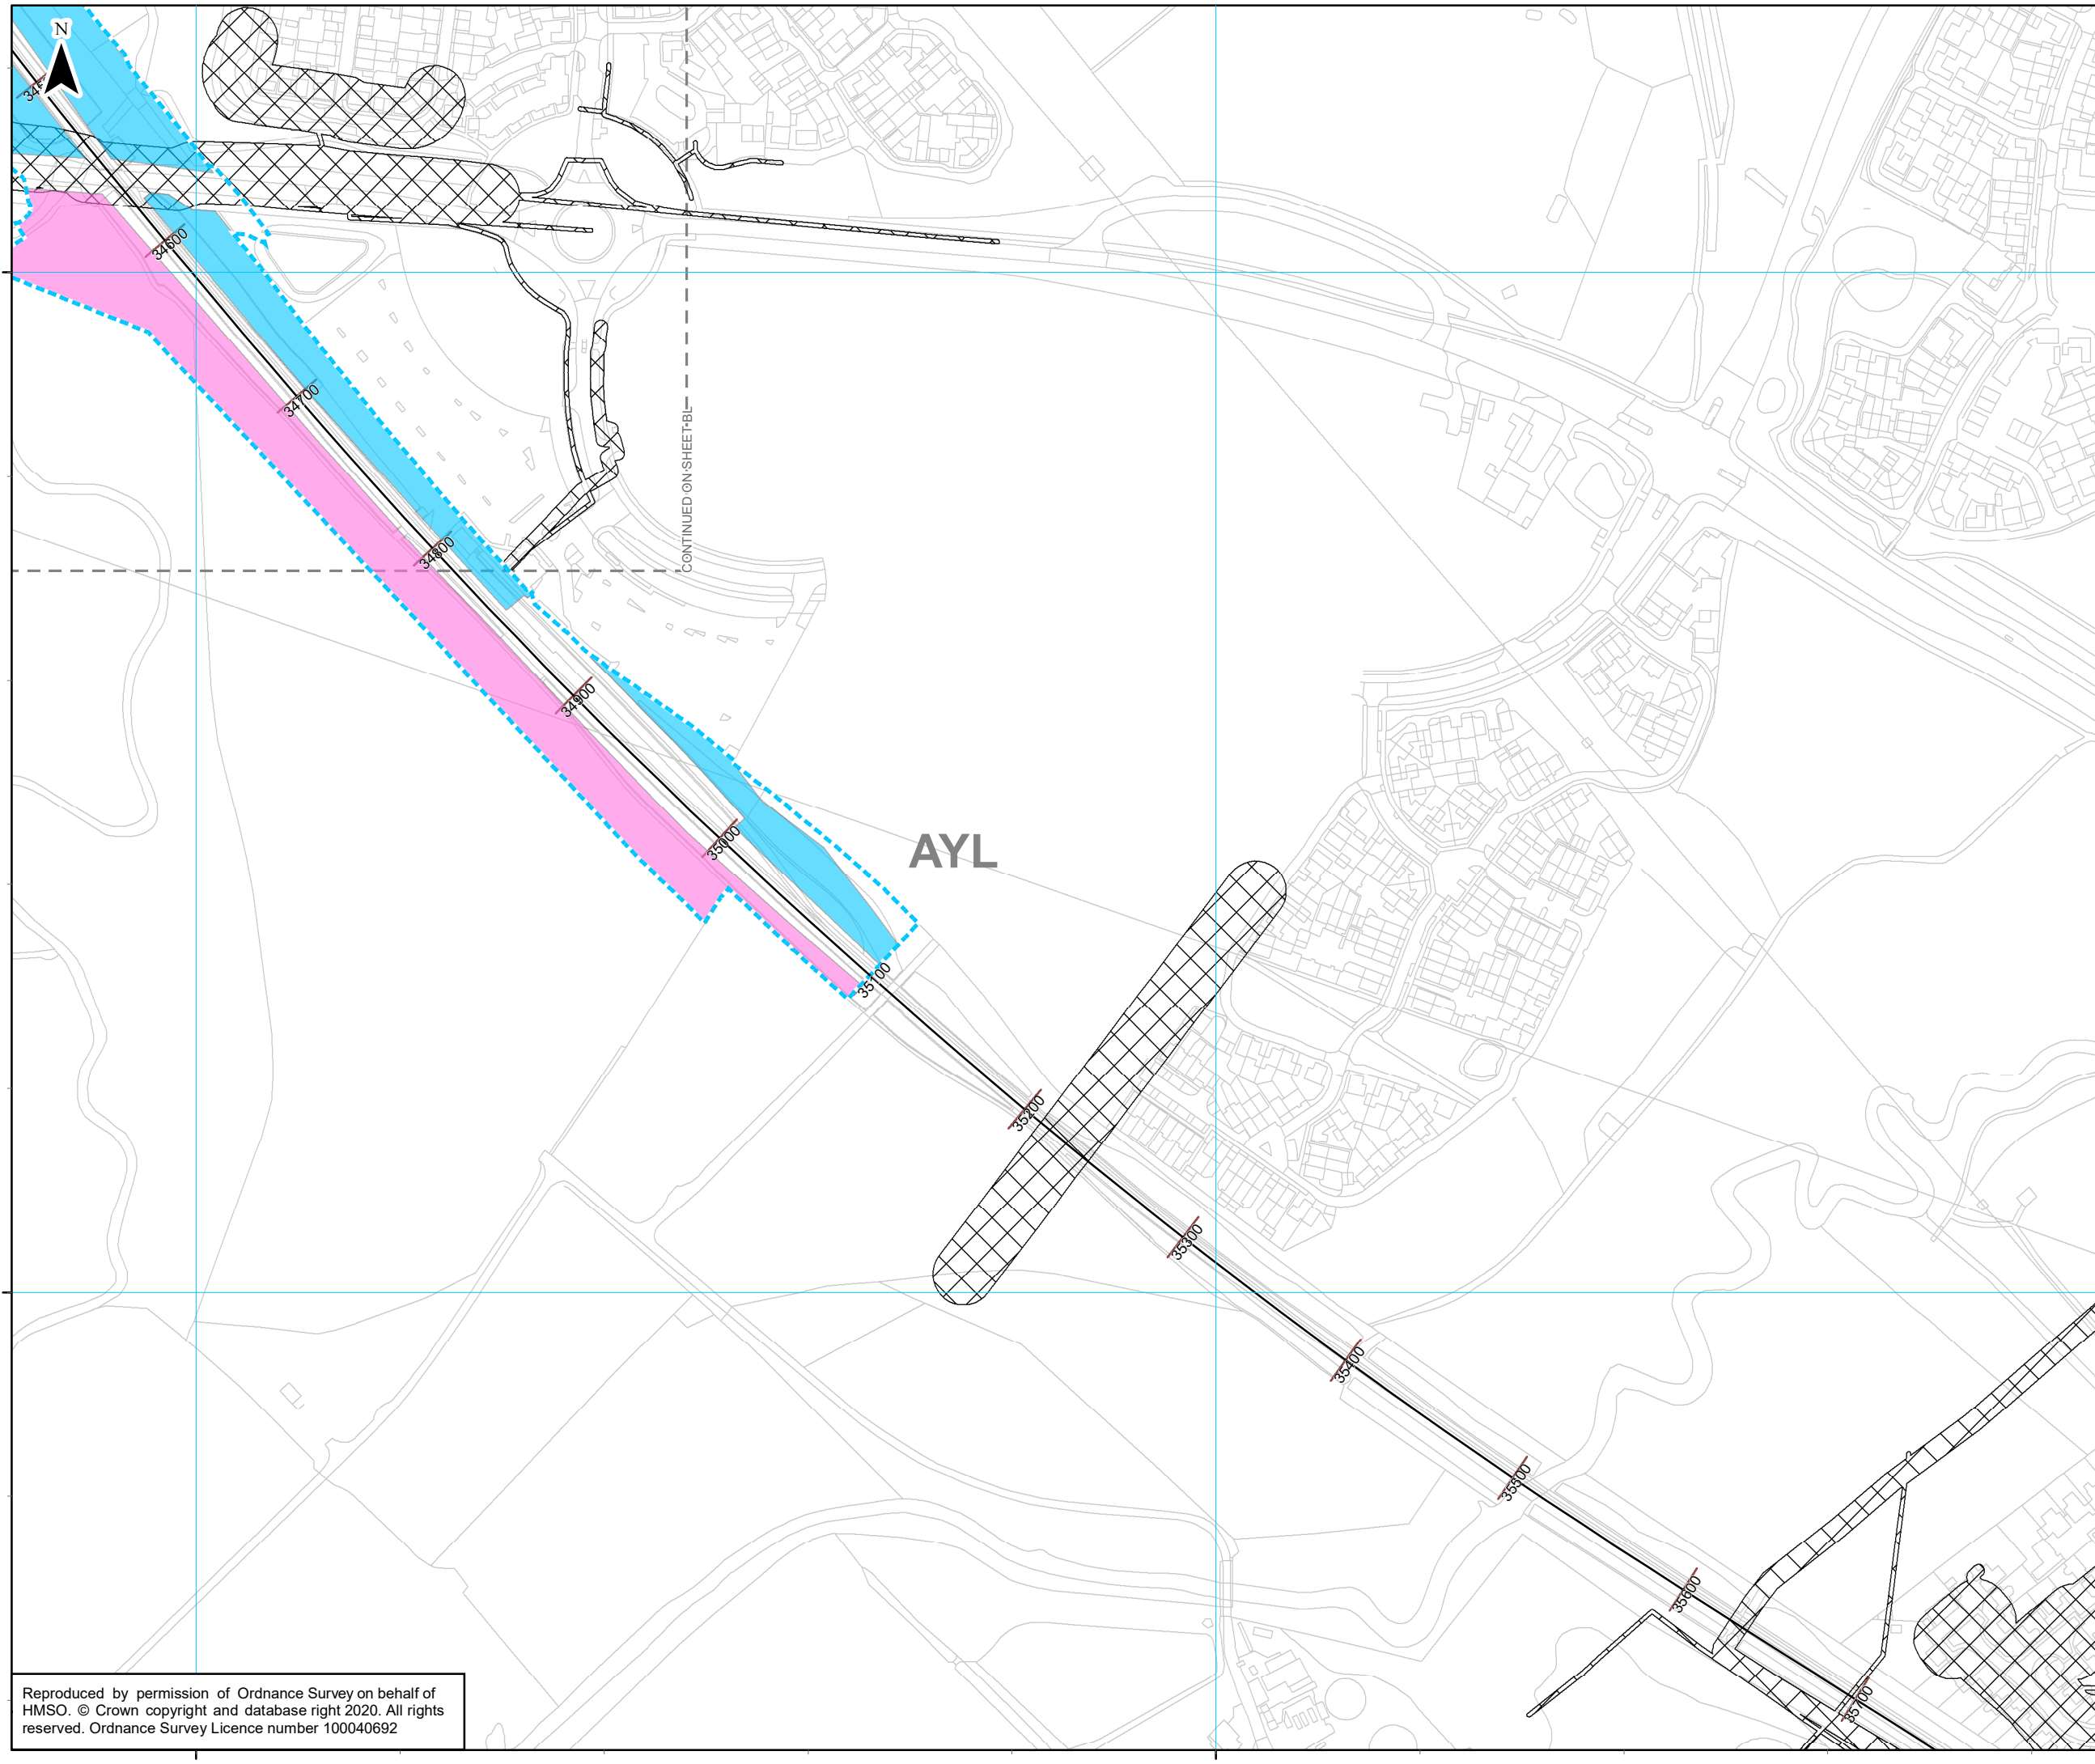 N
34600
34700
CONTINUED ON SHEET-BL
34800
34900
35000
AYL
35100
35200
35300
35400
35500
35600
35700
Reproduced by permission of Ordnance Survey on behalf of
HMSO. © Crown copyright and database right 2020. All rights
reserved. Ordnance Survey Licence number 100040692